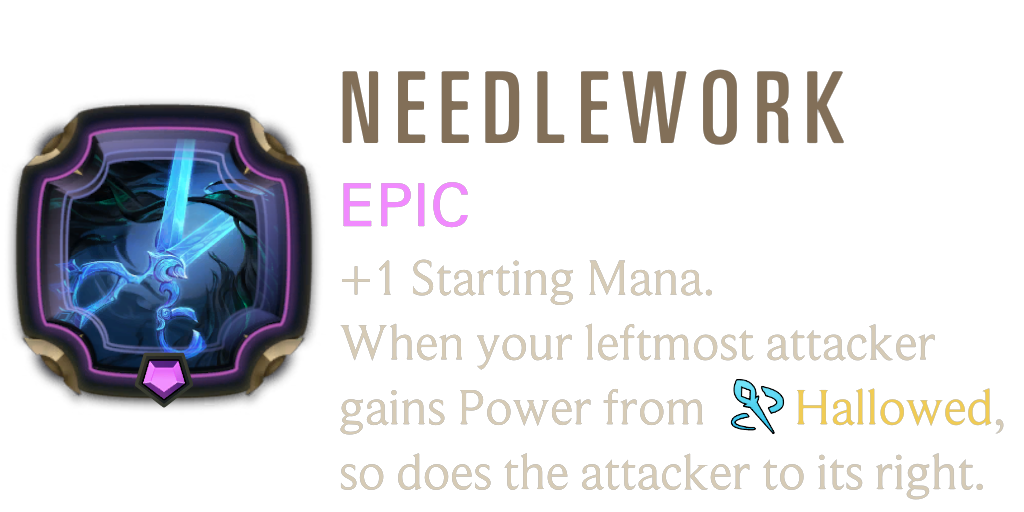 NEEDLEWORK
EPIC
+1 Starting Mana.
When your leftmost attacker
gains Power from Hallowed,
so does the attacker to its right.